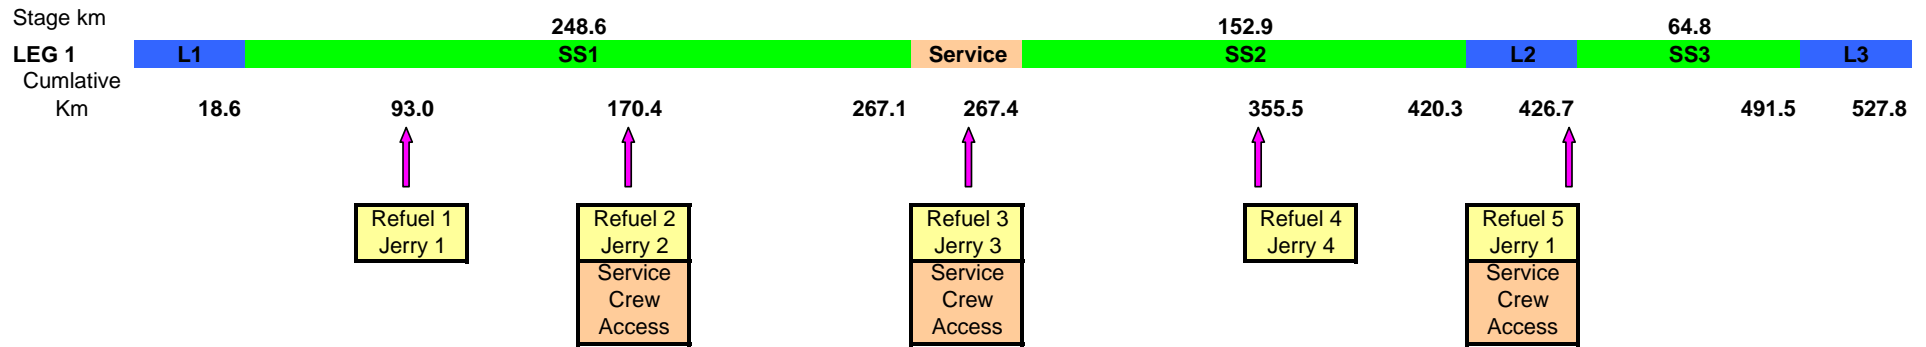 Stage km 248.6 152.9 64.8
LEG 1 L1 SS1 Service SS2 L2 SS3 L3
Cumlative
Km 18.6 93.0 170.4 267.1 267.4 355.5 420.3 426.7 491.5 527.8
Refuel 1 Refuel 2 Refuel 3 Refuel 4 Refuel 5
Jerry 1 Jerry 2 Jerry 3 Jerry 4 Jerry 1
Service Service Service
Crew Crew Crew
Access Access Access